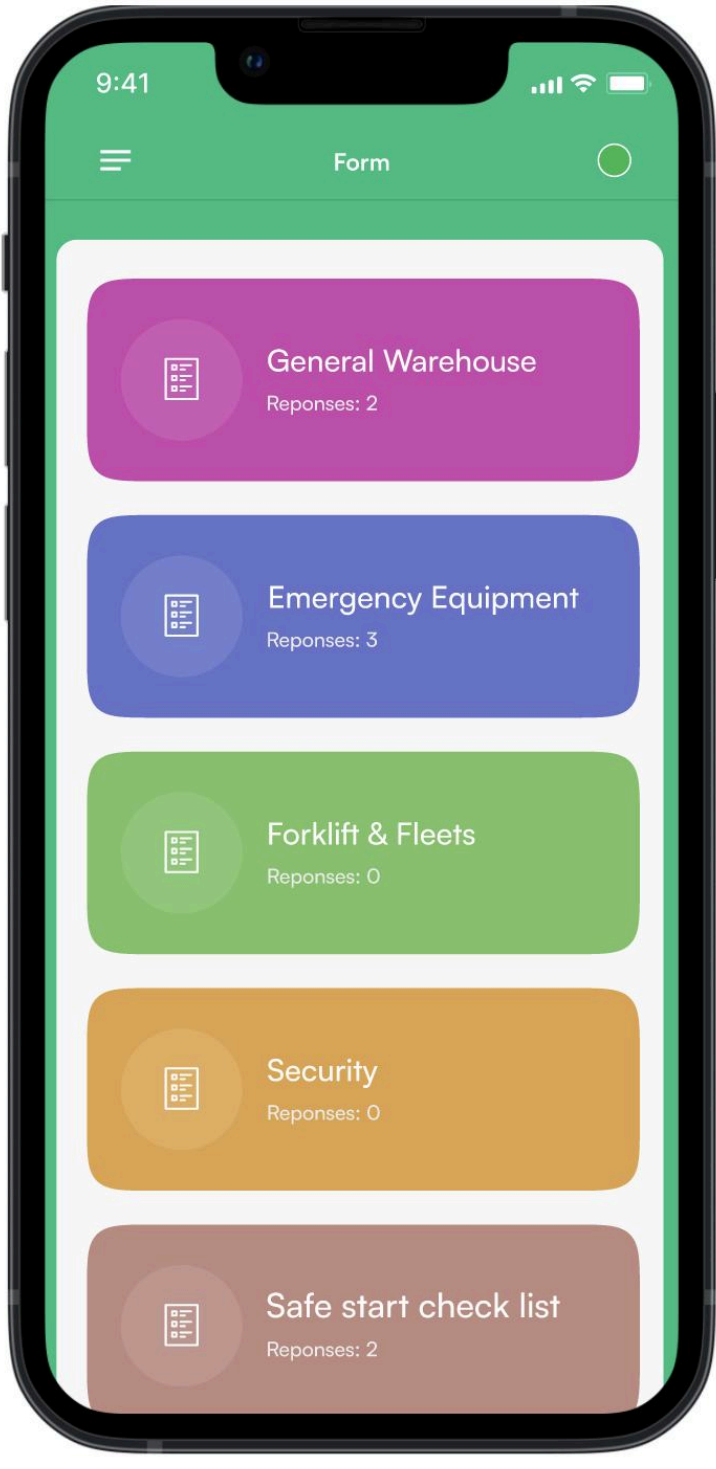 9:41
Form
General Warehouse
Reponses: 2
Emergency Equipment
Reponses: 3
Forklift & Fleets
Reponses: 0
Security
Reponses: 0
Safe start check list
Reponses: 2